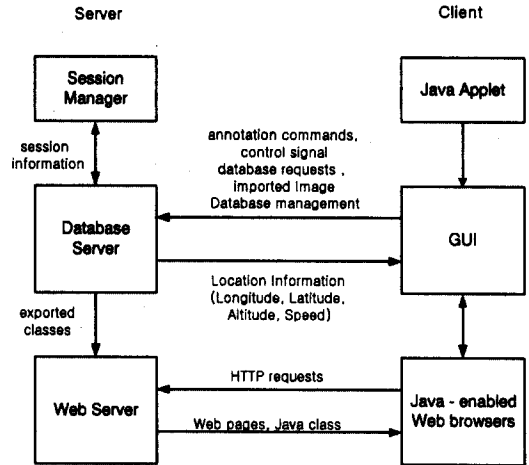 Server
Client
Session
Manager
Java Applet
session
information
annotation commands,
control signal
database requests ,
imported Image
Database management
Database
Server
GUI
Location Information
(Longitude, Latitude,
Altitude, Speed)
exported
classes
HTTP requests
Web Server
Java - enabled
Web browsers
Web pages, Java class